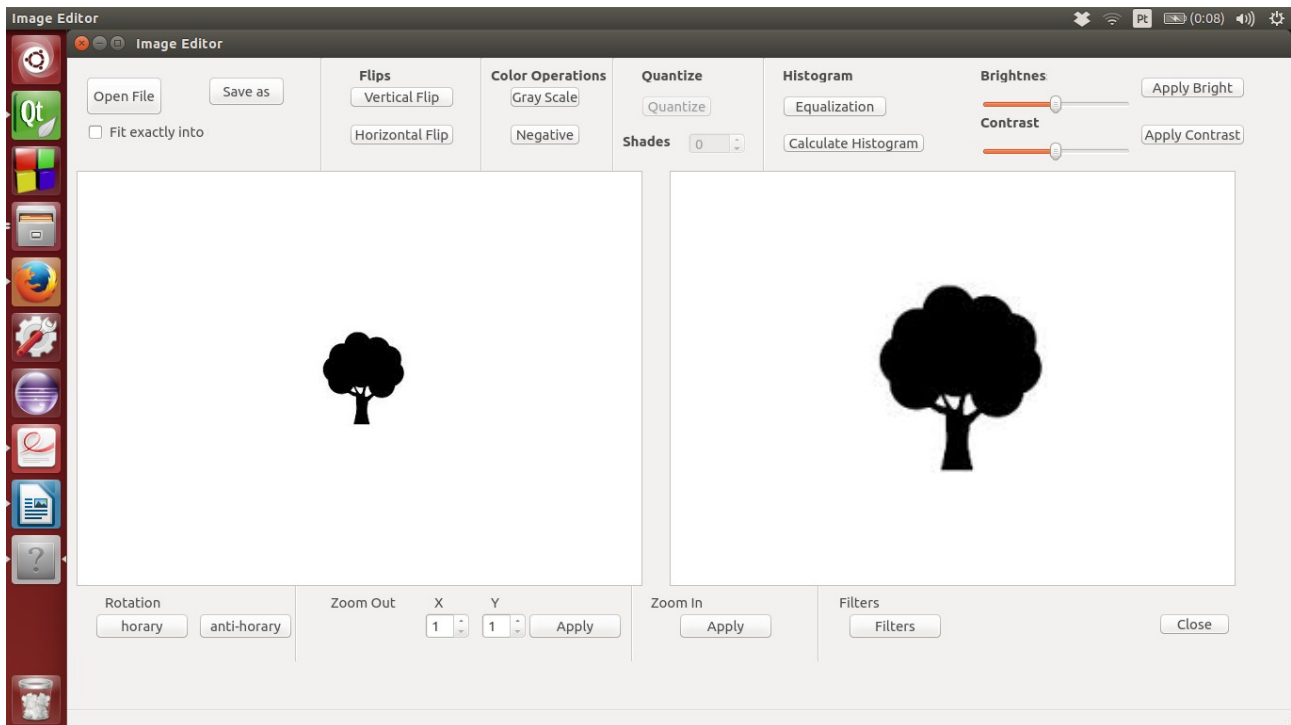 Image Editor
Pt (0:08)
Image Editor
Flips Color Operations Quantize Histogram Brightnes
Open File Save as Vertical Flip Gray Scale Quantize Equalization Apply Bright
Fit exactly into Horizontal Flip Negative Shades 0 Calculate Histogram Contrast Apply Contrast
Qt
Rotation Zoom Out X Y Zoom In Filters
horary anti-horary 1 1 Apply Apply Filters Close
?